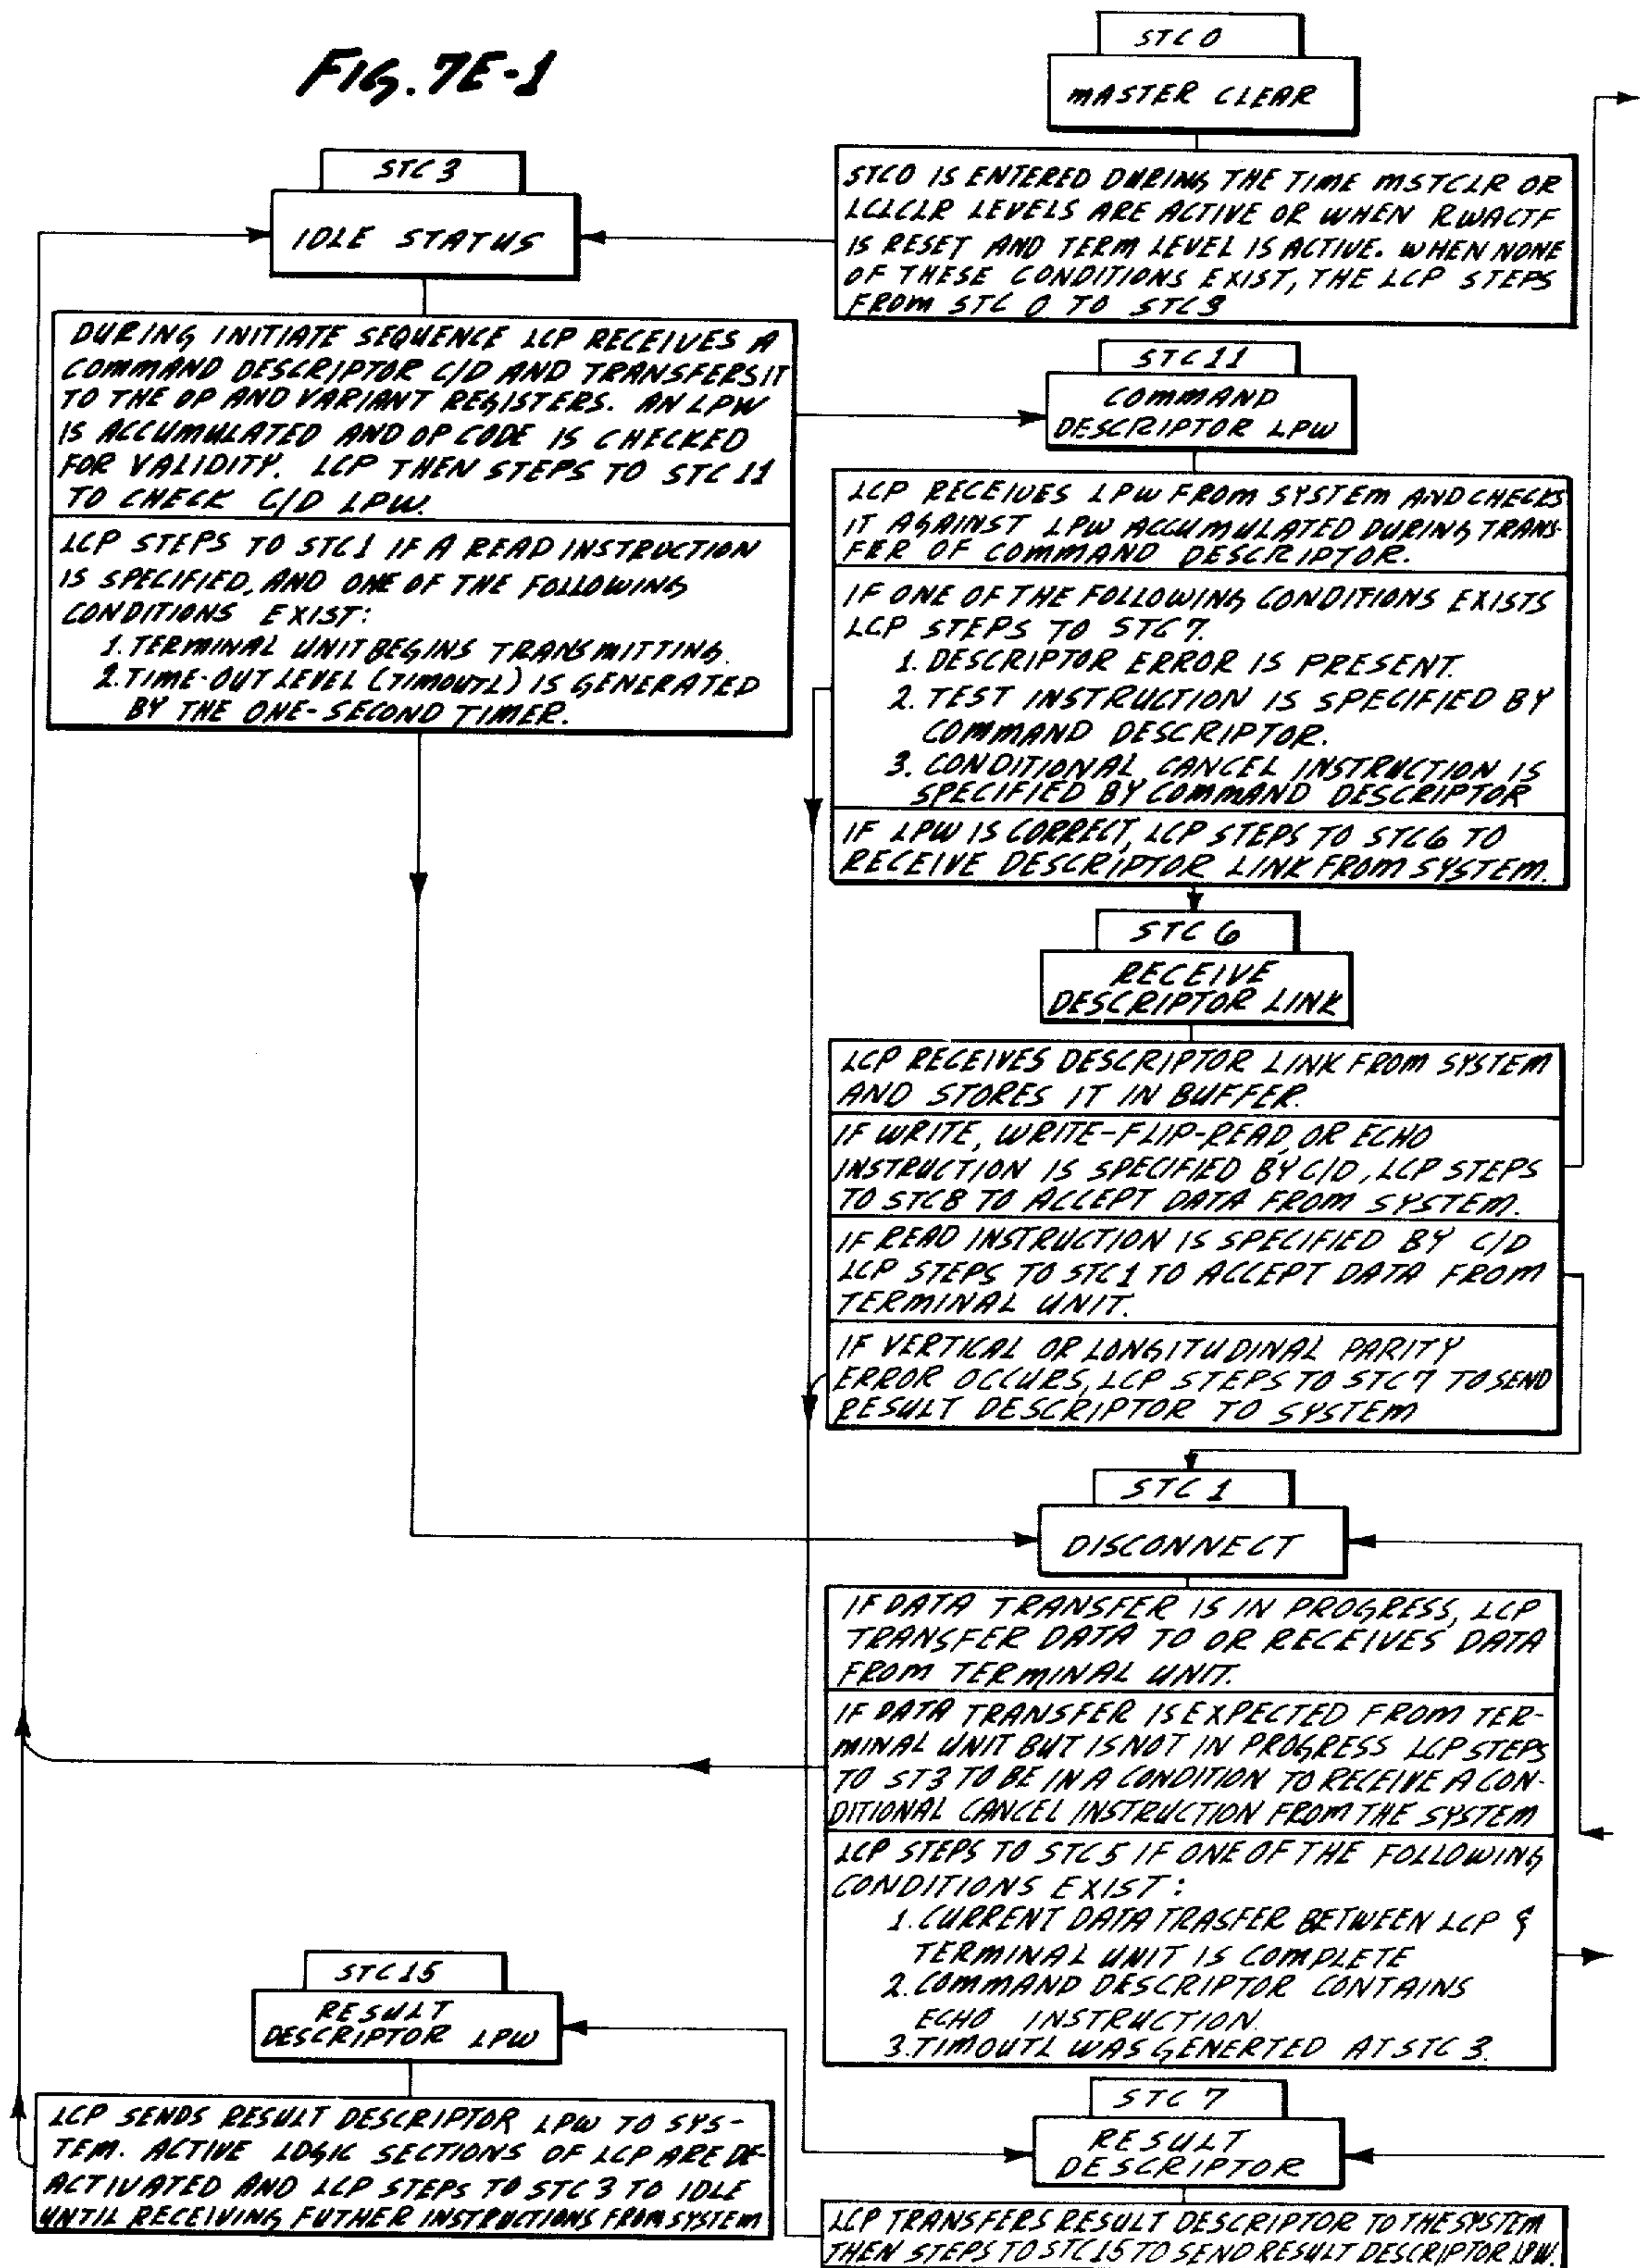 FIG. 7E-1
STC 0
MASTER CLEAR
STC0 IS ENTERED DURING THE TIME MSTCLR OR
LCLCLR LEVELS ARE ACTIVE OR WHEN RWACTF
IS RESET AND TERM LEVEL IS ACTIVE. WHEN NONE
OF THESE CONDITIONS EXIST, THE LCP STEPS
FROM STC 0 TO STC3
STC 3
IDLE STATUS
DURING INITIATE SEQUENCE LCP RECEIVES A
COMMAND DESCRIPTOR C/D AND TRANSFERS IT
TO THE OP AND VARIANT REGISTERS. AN LPW
IS ACCUMULATED AND OP CODE IS CHECKED
FOR VALIDITY. LCP THEN STEPS TO STC 11
TO CHECK C/D LPW.
LCP STEPS TO STC1 IF A READ INSTRUCTION
IS SPECIFIED, AND ONE OF THE FOLLOWING
CONDITIONS EXIST:
1. TERMINAL UNIT BEGINS TRANSMITTING.
2. TIME-OUT LEVEL (TIMOUTL) IS GENERATED
BY THE ONE-SECOND TIMER.
STC 11
COMMAND
DESCRIPTOR LPW
LCP RECEIVES LPW FROM SYSTEM AND CHECKS
IT AGAINST LPW ACCUMULATED DURING TRANS-
FER OF COMMAND DESCRIPTOR.
IF ONE OF THE FOLLOWING CONDITIONS EXISTS
LCP STEPS TO STC 7.
1. DESCRIPTOR ERROR IS PRESENT.
2. TEST INSTRUCTION IS SPECIFIED BY
COMMAND DESCRIPTOR.
3. CONDITIONAL CANCEL INSTRUCTION IS
SPECIFIED BY COMMAND DESCRIPTOR
IF LPW IS CORRECT, LCP STEPS TO STC6 TO
RECEIVE DESCRIPTOR LINK FROM SYSTEM.
STC 6
RECEIVE
DESCRIPTOR LINK
LCP RECEIVES DESCRIPTOR LINK FROM SYSTEM
AND STORES IT IN BUFFER.
IF WRITE, WRITE-FLIP-READ, OR ECHO
INSTRUCTION IS SPECIFIED BY C/D, LCP STEPS
TO STC8 TO ACCEPT DATA FROM SYSTEM.
IF READ INSTRUCTION IS SPECIFIED BY C/D
LCP STEPS TO STC1 TO ACCEPT DATA FROM
TERMINAL UNIT.
IF VERTICAL OR LONGITUDINAL PARITY
ERROR OCCURS, LCP STEPS TO STC7 TO SEND
RESULT DESCRIPTOR TO SYSTEM
STC 1
DISCONNECT
IF DATA TRANSFER IS IN PROGRESS, LCP
TRANSFER DATA TO OR RECEIVES DATA
FROM TERMINAL UNIT.
IF DATA TRANSFER IS EXPECTED FROM TER-
MINAL UNIT BUT IS NOT IN PROGRESS LCP STEPS
TO ST3 TO BE IN A CONDITION TO RECEIVE A CON-
DITIONAL CANCEL INSTRUCTION FROM THE SYSTEM
LCP STEPS TO STC5 IF ONE OF THE FOLLOWING
CONDITIONS EXIST:
1. CURRENT DATA TRASFER BETWEEN LCP &
TERMINAL UNIT IS COMPLETE
2. COMMAND DESCRIPTOR CONTAINS
ECHO INSTRUCTION.
3. TIMOUTL WAS GENERTED AT STC 3.
STC 15
RESULT
DESCRIPTOR LPW
LCP SENDS RESULT DESCRIPTOR LPW TO SYS-
TEM. ACTIVE LOGIC SECTIONS OF LCP ARE DE-
ACTIVATED AND LCP STEPS TO STC 3 TO IDLE
UNTIL RECEIVING FUTHER INSTRUCTIONS FROM SYSTEM
STC 7
RESULT
DESCRIPTOR
LCP TRANSFERS RESULT DESCRIPTOR TO THE SYSTEM
THEN STEPS TO STC15 TO SEND RESULT DESCRIPTOR LPW.